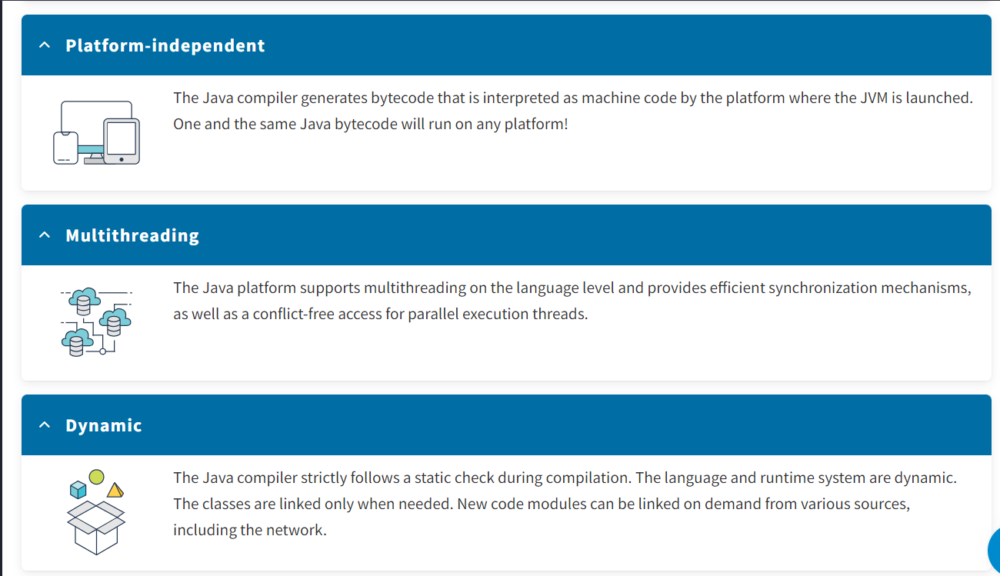 Platform-independent
The Java compiler generates bytecode that is interpreted as machine code by the platform where the JVM is launched.
One and the same Java bytecode will run on any platform!
Multithreading
The Java platform supports multithreading on the language level and provides efficient synchronization mechanisms,
as well as a conflict-free access for parallel execution threads.
Dynamic
The Java compiler strictly follows a static check during compilation. The language and runtime system are dynamic.
The classes are linked only when needed. New code modules can be linked on demand from various sources,
including the network.